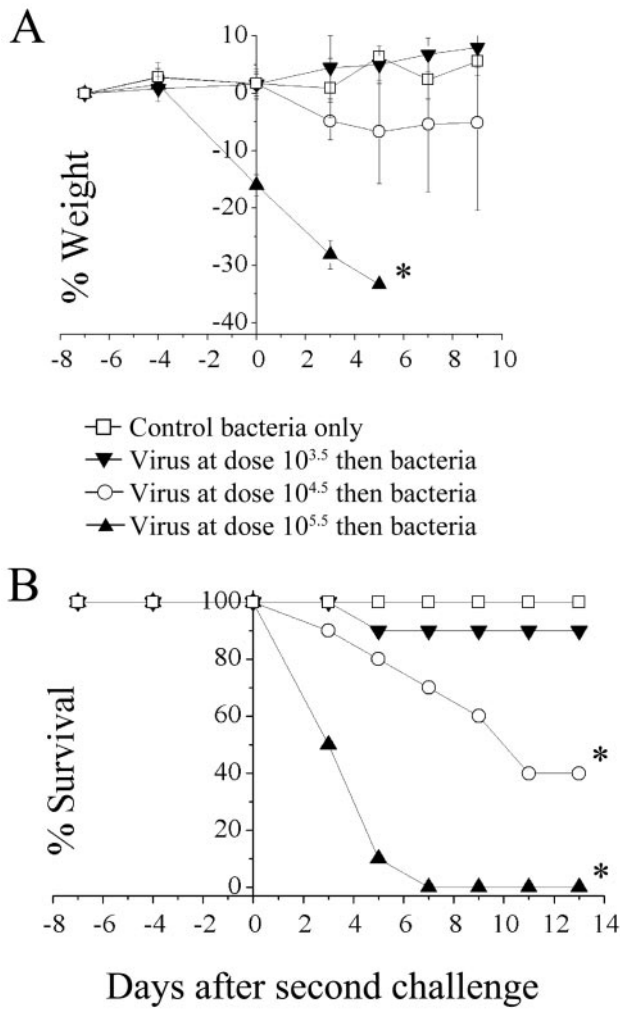 A
% Weight
10
0
-10
-20
-30
-40
*
-8 -6 -4 -2 0 2 4 6 8 10
Control bacteria only
Virus at dose 10^3.5 then bacteria
Virus at dose 10^4.5 then bacteria
Virus at dose 10^5.5 then bacteria
B
% Survival
100
80
60
40
20
0
*
*
-8 -6 -4 -2 0 2 4 6 8 10 12 14
Days after second challenge